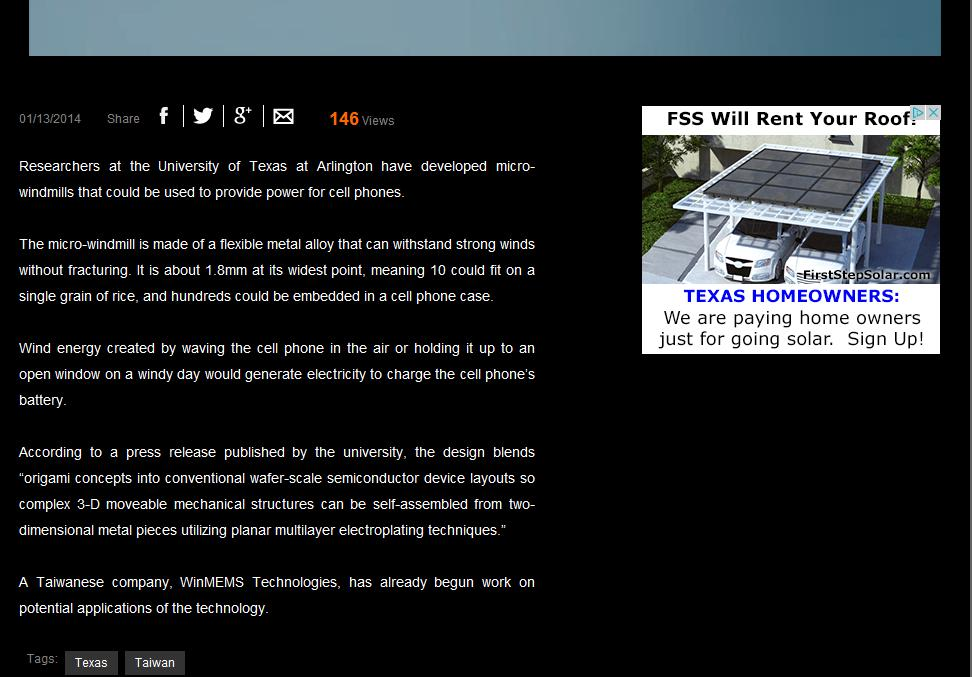 01/13/2014 Share f g+ 146 Views
Researchers at the University of Texas at Arlington have developed micro-
windmills that could be used to provide power for cell phones.
The micro-windmill is made of a flexible metal alloy that can withstand strong winds
without fracturing. It is about 1.8mm at its widest point, meaning 10 could fit on a
single grain of rice, and hundreds could be embedded in a cell phone case.
Wind energy created by waving the cell phone in the air or holding it up to an
open window on a windy day would generate electricity to charge the cell phone's
battery.
According to a press release published by the university, the design blends
“origami concepts into conventional wafer-scale semiconductor device layouts so
complex 3-D moveable mechanical structures can be self-assembled from two-
dimensional metal pieces utilizing planar multilayer electroplating techniques.”
A Taiwanese company, WinMEMS Technologies, has already begun work on
potential applications of the technology.
Tags: Texas Taiwan
FSS Will Rent Your Roof!
FirstStepSolar.com
TEXAS HOMEOWNERS:
We are paying home owners
just for going solar. Sign Up!